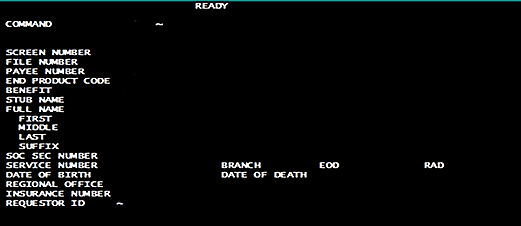 READY
COMMAND ~
SCREEN NUMBER
FILE NUMBER
PAYEE NUMBER
END PRODUCT CODE
BENEFIT
STUB NAME
FULL NAME
FIRST
MIDDLE
LAST
SUFFIX
SOC SEC NUMBER
SERVICE NUMBER BRANCH EOD RAD
DATE OF BIRTH DATE OF DEATH
REGIONAL OFFICE
INSURANCE NUMBER
REQUESTOR ID ~